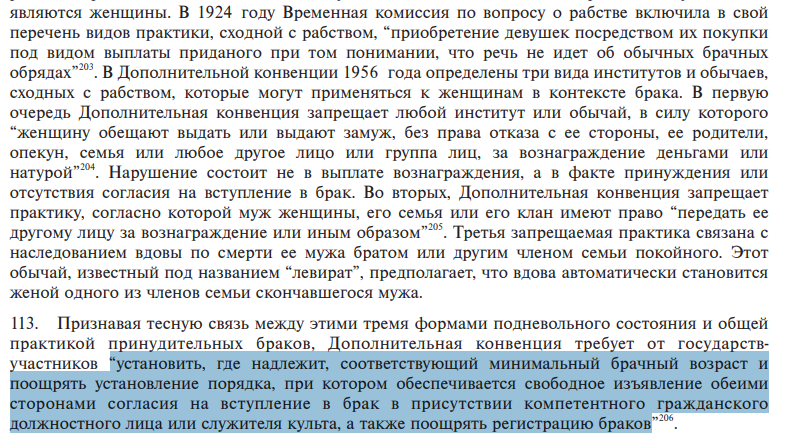 являются женщины. В 1924 году Временная комиссия по вопросу о рабстве включила в свой
перечень видов практики, сходной с рабством, “приобретение девушек посредством их покупки
под видом выплаты приданого при том понимании, что речь не идет об обычных брачных
обрядах”203. В Дополнительной конвенции 1956 года определены три вида институтов и обычаев,
сходных с рабством, которые могут применяться к женщинам в контексте брака. В первую
очередь Дополнительная конвенция запрещает любой институт или обычай, в силу которого
“женщину обещают выдать или выдают замуж, без права отказа с ее стороны, ее родители,
опекун, семья или любое другое лицо или группа лиц, за вознаграждение деньгами или
натурой”204. Нарушение состоит не в выплате вознаграждения, а в факте принуждения или
отсутствия согласия на вступление в брак. Во вторых, Дополнительная конвенция запрещает
практику, согласно которой муж женщины, его семья или его клан имеют право “передать ее
другому лицу за вознаграждение или иным образом”205. Третья запрещаемая практика связана с
наследованием вдовы по смерти ее мужа братом или другим членом семьи покойного. Этот
обычай, известный под названием “левират”, предполагает, что вдова автоматически становится
женой одного из членов семьи скончавшегося мужа.
113. Признавая тесную связь между этими тремя формами подневольного состояния и общей
практикой принудительных браков, Дополнительная конвенция требует от государств-
участников “установить, где надлежит, соответствующий минимальный брачный возраст и
поощрять установление порядка, при котором обеспечивается свободное изъявление обеими
сторонами согласия на вступление в брак в присутствии компетентного гражданского
должностного лица или служителя культа, а также поощрять регистрацию браков”206.